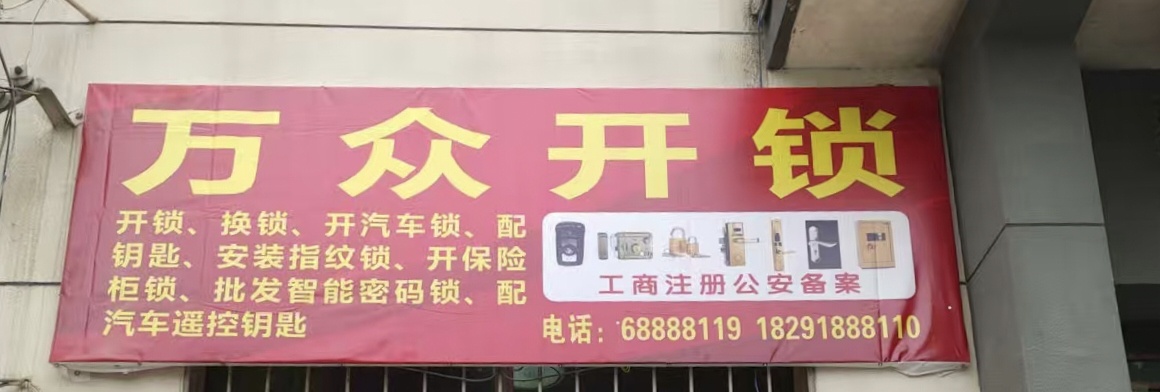 万众开锁
开锁、换锁、开汽车锁、配
钥匙、安装指纹锁、开保险
柜锁、批发智能密码锁、配
汽车遥控钥匙
工商注册公安备案
电话：68888119 18291888110